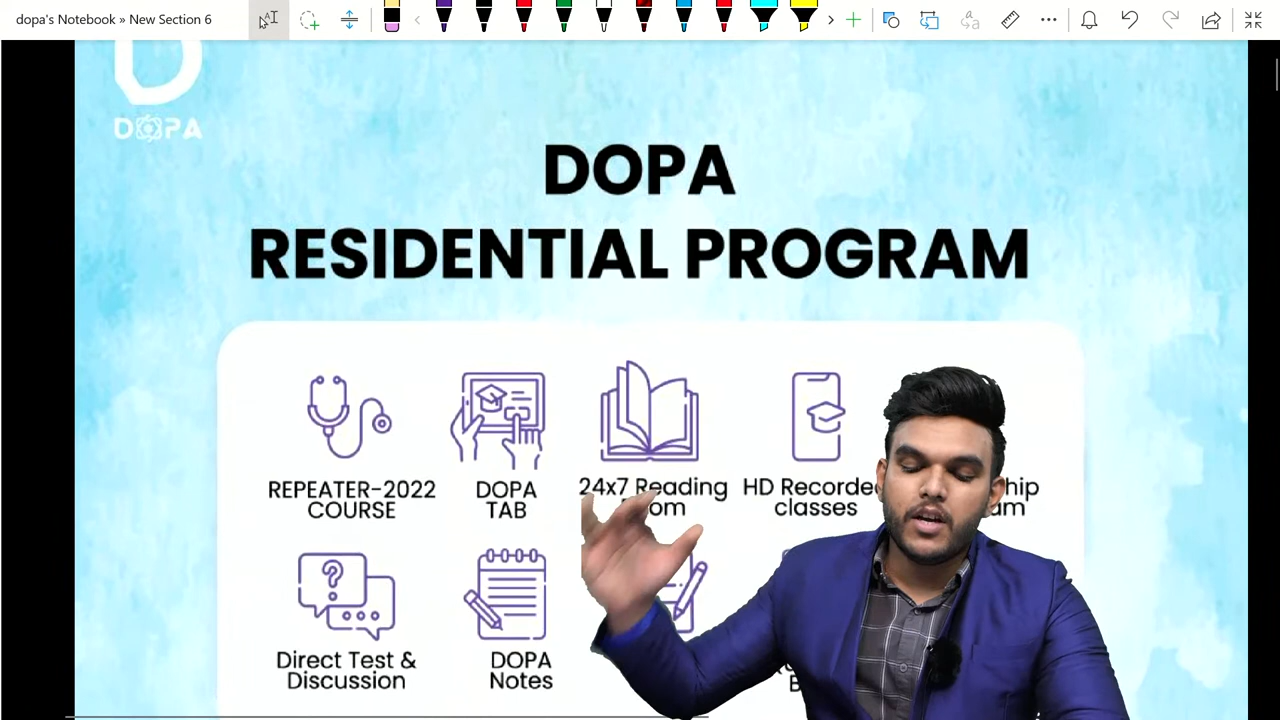 dopa's Notebook » New Section 6
DOPA
DOPA
RESIDENTIAL PROGRAM
REPEATER-2022
COURSE
DOPA
TAB
24x7 Reading
HD Recorded
classes
Direct Test &
Discussion
DOPA
Notes